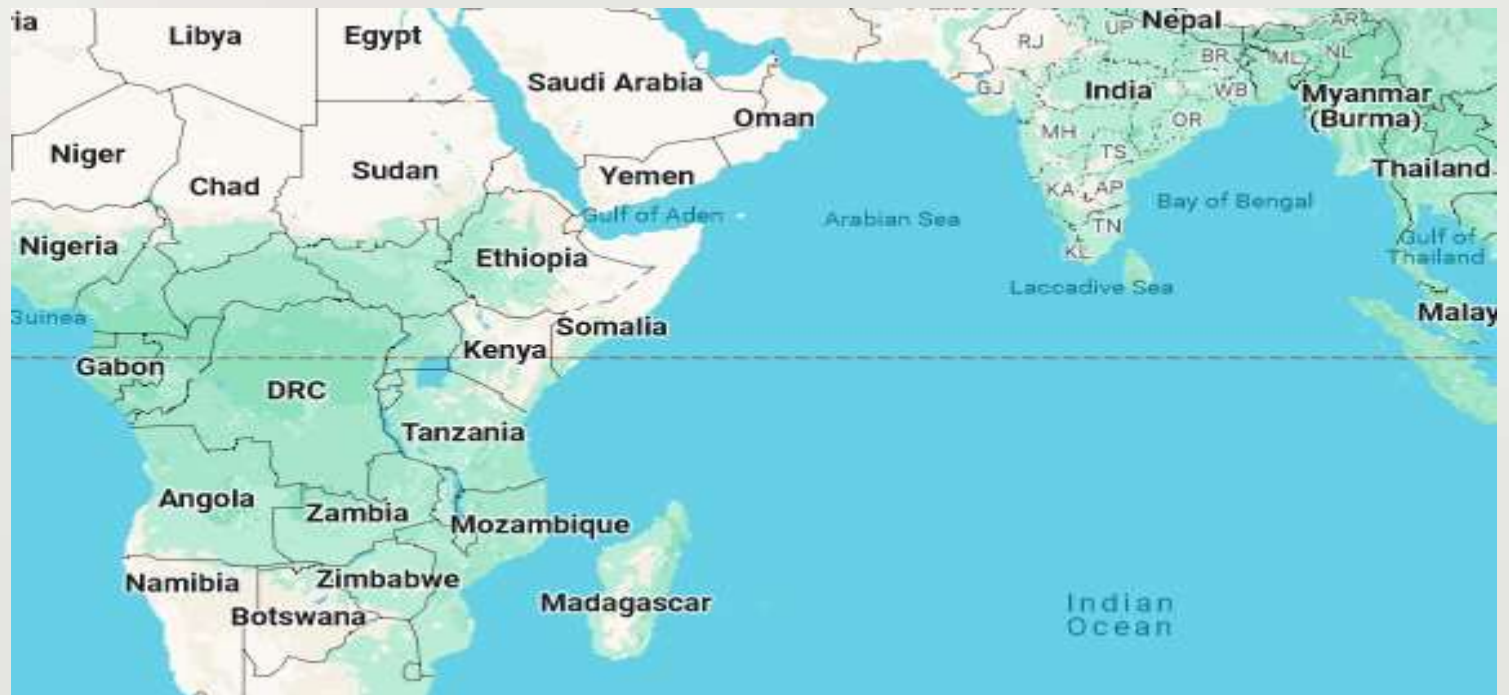 ia
Libya
Egypt
Saudi Arabia
Oman
Niger
Chad
Sudan
Yemen
Gulf of Aden
Arabian Sea
Nigeria
Ethiopia
Guinea
Somalia
Gabon
Kenya
DRC
Tanzania
Angola
Zambia
Mozambique
Namibia
Zimbabwe
Botswana
Madagascar
Nepal
UP
AR
RJ
BR
ML
NL
GJ
India
WB
Myanmar
(Burma)
MH
OR
TS
Thailand
KA
AP
Bay of Bengal
TN
KL
Gulf of
Thailand
Laccadive Sea
Malay
Indian
Ocean